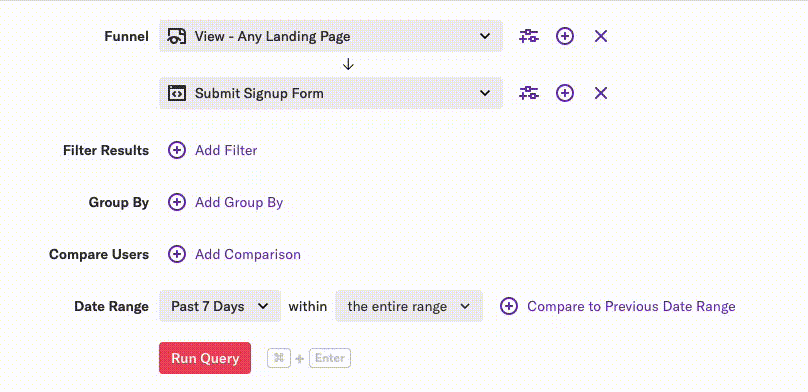 Funnel View - Any Landing Page
↓
Submit Signup Form
Filter Results Add Filter
Group By Add Group By
Compare Users Add Comparison
Date Range Past 7 Days within the entire range Compare to Previous Date Range
Run Query ⌘ + Enter